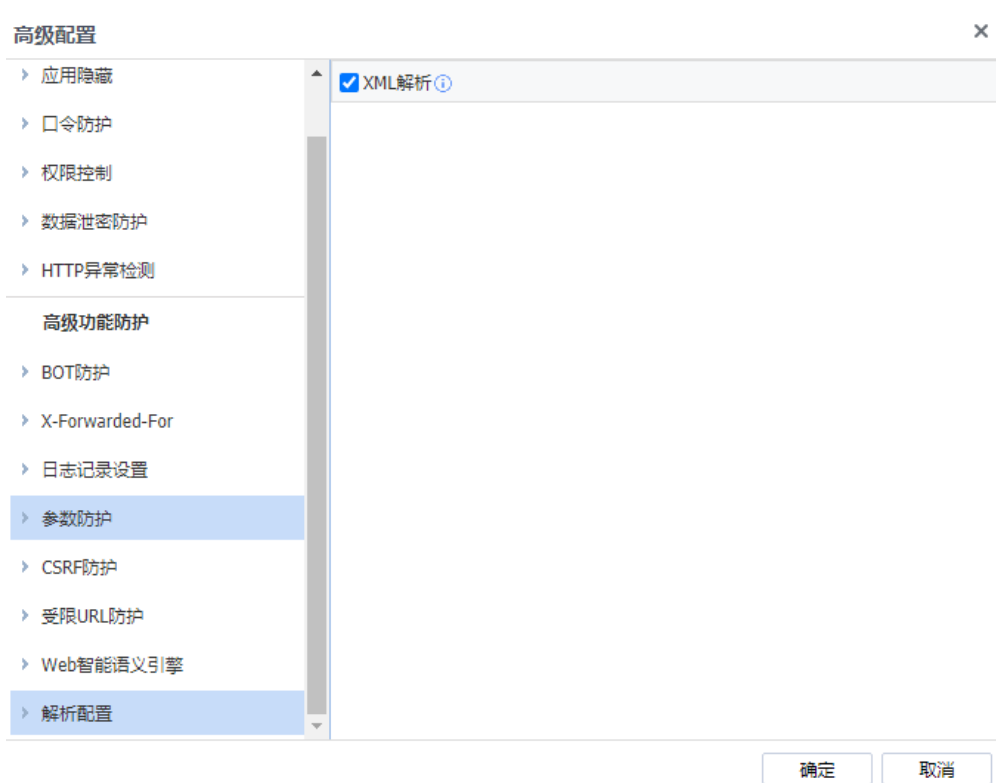 高级配置
应用隐藏
XML解析
口令防护
权限控制
数据泄密防护
HTTP异常检测
高级功能防护
BOT防护
X-Forwarded-For
日志记录设置
参数防护
CSRF防护
受限URL防护
Web智能语义引擎
解析配置
确定
取消